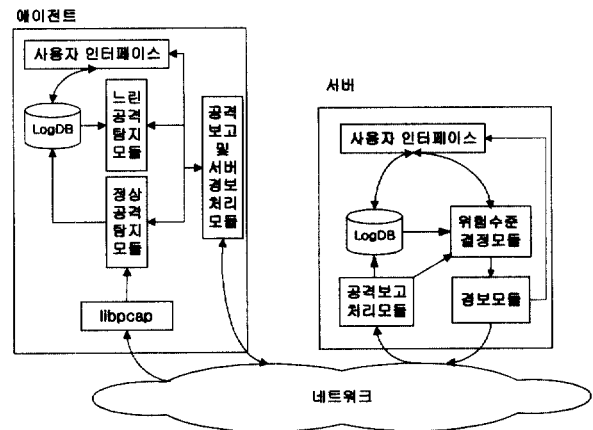 에이전트
사용자 인터페이스
LogDB
느린
공격
탐지
모듈
정상
공격
탐지
모듈
공격
보고
및
서버
경보
처리
모듈
libpcap
서버
사용자 인터페이스
LogDB
위험수준
결정모듈
공격보고
처리모듈
경보모듈
네트워크